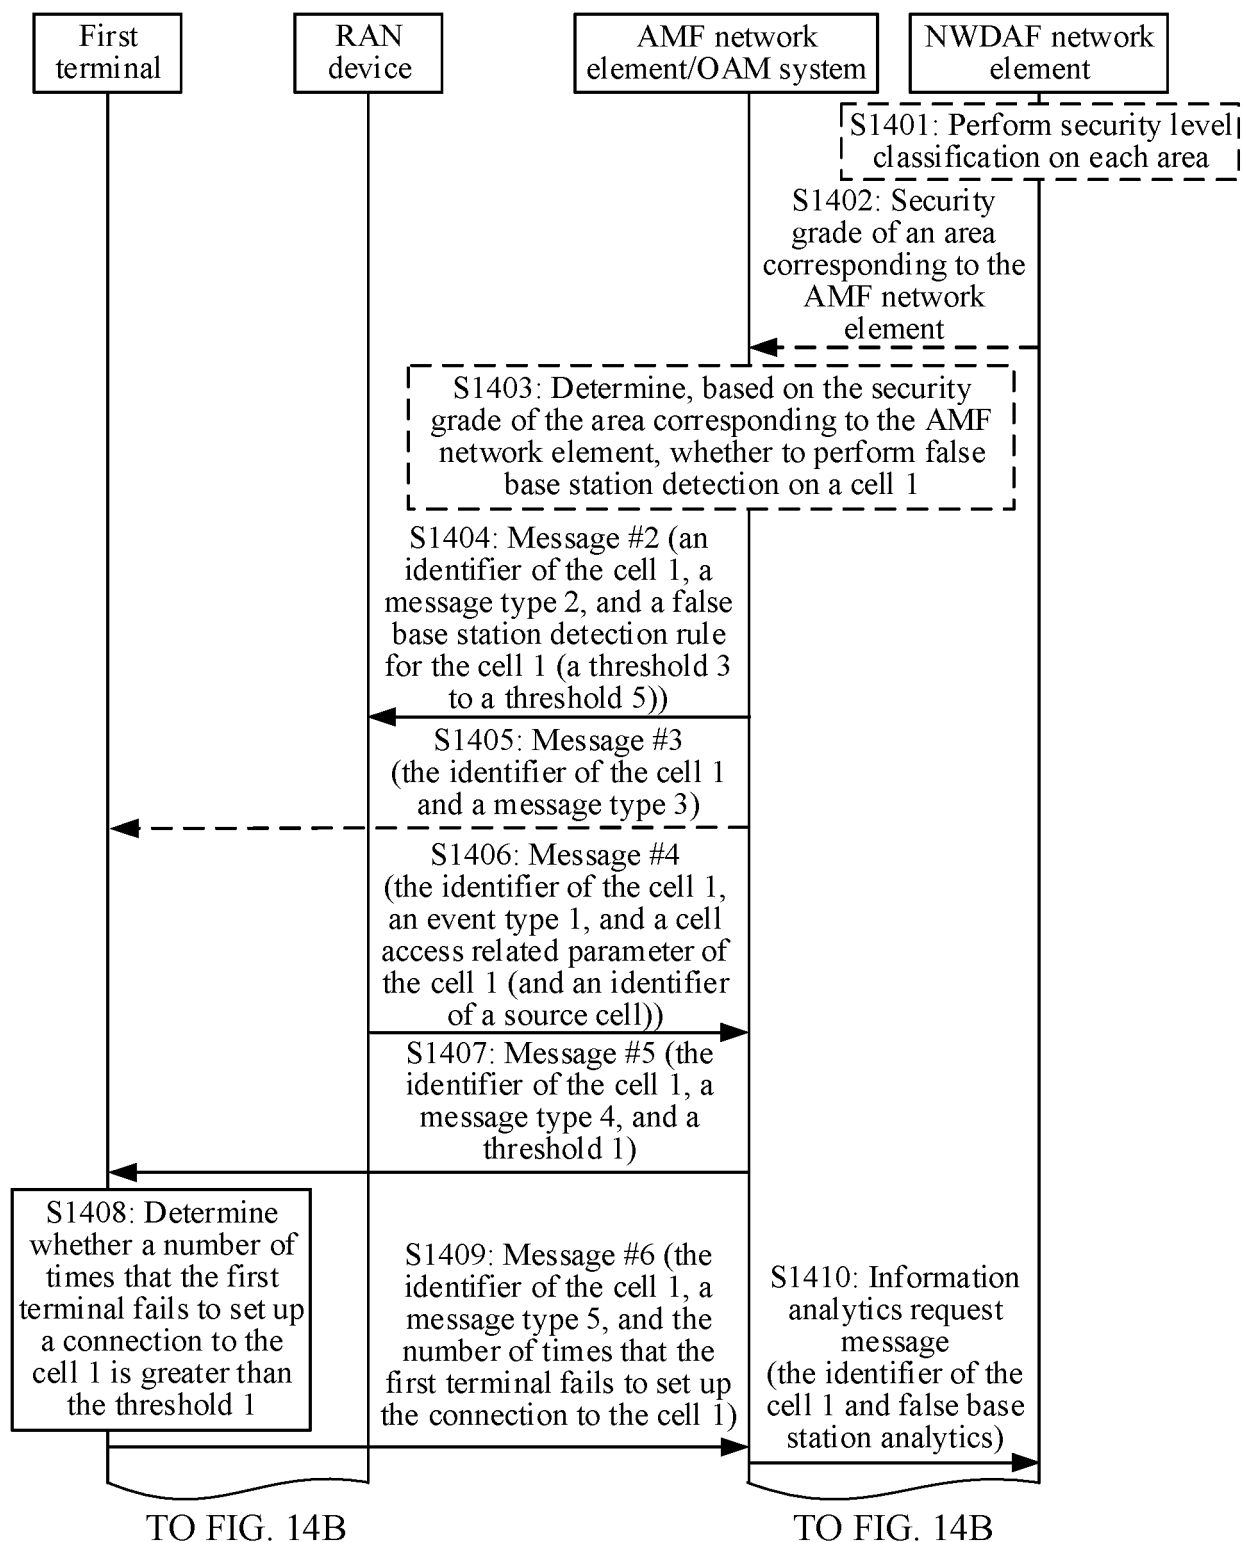 First
terminal
RAN
device
AMF network
element/OAM system
NWDAF network
element
S1401: Perform security level
classification on each area
S1402: Security
grade of an area
corresponding to the
AMF network
element
S1403: Determine, based on the security
grade of the area corresponding to the AMF
network element, whether to perform false
base station detection on a cell 1
S1404: Message #2 (an
identifier of the cell 1, a
message type 2, and a false
base station detection rule
for the cell 1 (a threshold 3
to a threshold 5))
S1405: Message #3
(the identifier of the cell 1
and a message type 3)
S1406: Message #4
(the identifier of the cell 1,
an event type 1, and a cell
access related parameter of
the cell 1 (and an identifier
of a source cell))
S1407: Message #5 (the
identifier of the cell 1, a
message type 4, and a
threshold 1)
S1408: Determine
whether a number of
times that the first
terminal fails to set up
a connection to the
cell 1 is greater than
the threshold 1
S1409: Message #6 (the
identifier of the cell 1, a
message type 5, and the
number of times that the
first terminal fails to set up
the connection to the cell 1)
S1410: Information
analytics request
message
(the identifier of the
cell 1 and false base
station analytics)
TO FIG. 14B
TO FIG. 14B